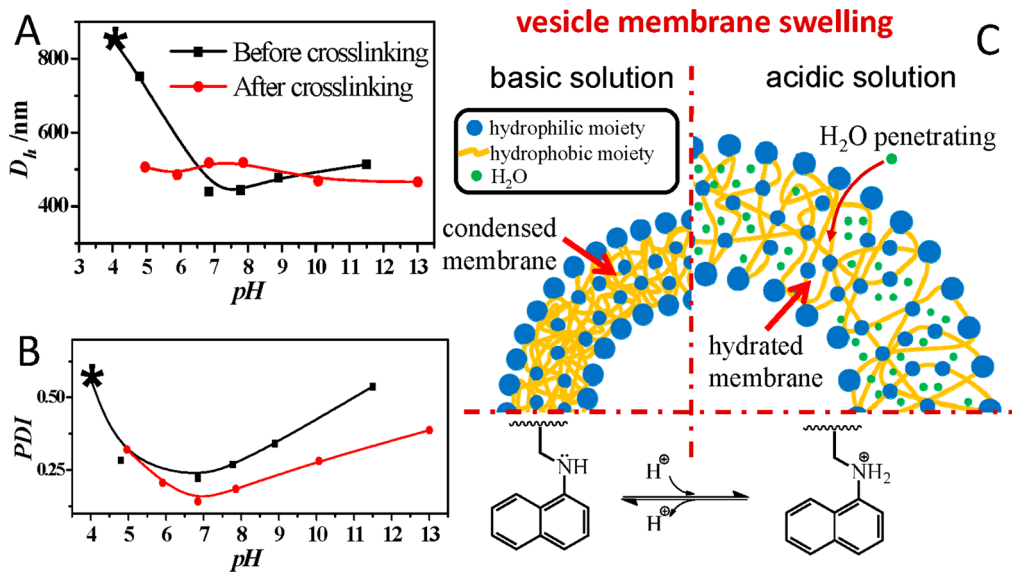 A
800
600
400
3 4 5 6 7 8 9 10 11 12 13
D_h /nm
pH
*
Before crosslinking
After crosslinking
B
0.50
0.25
4 5 6 7 8 9 10 11 12 13
PDI
pH
*
vesicle membrane swelling
C
basic solution
acidic solution
hydrophilic moiety
hydrophobic moiety
H₂O
H₂O penetrating
condensed
membrane
hydrated
membrane
N̈H
H⊕
H⊕
⊕
NH₂